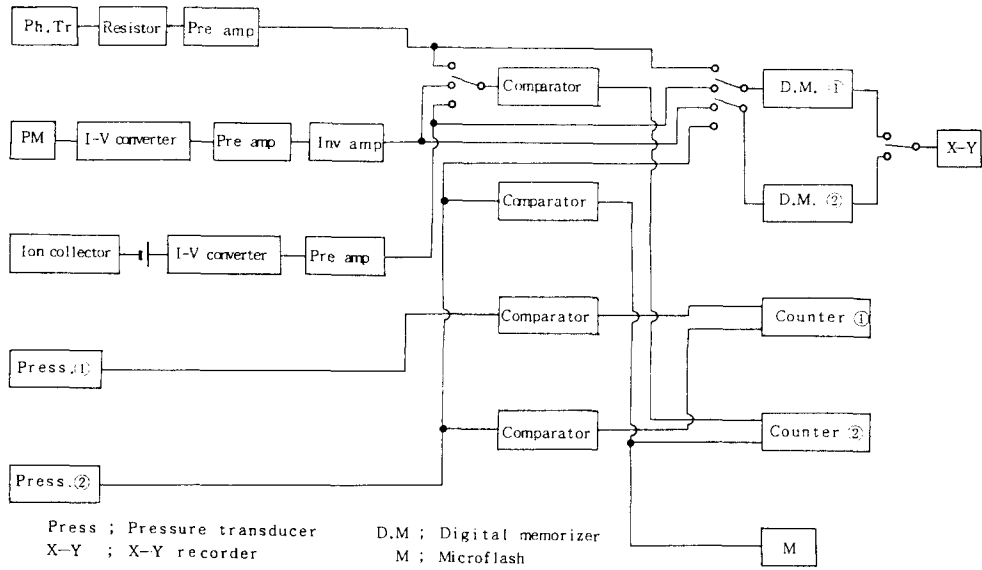 Ph.Tr
Resistor
Pre amp
Comparator
D.M. ①
PM
I-V converter
Pre amp
Inv amp
X-Y
Comparator
D.M. ②
Ion collector
I-V converter
Pre amp
Comparator
Counter ①
Press.①
Comparator
Counter ②
Press.②
Press ; Pressure transducer
D.M ; Digital memorizer
X-Y ; X-Y recorder
M ; Microflash
M